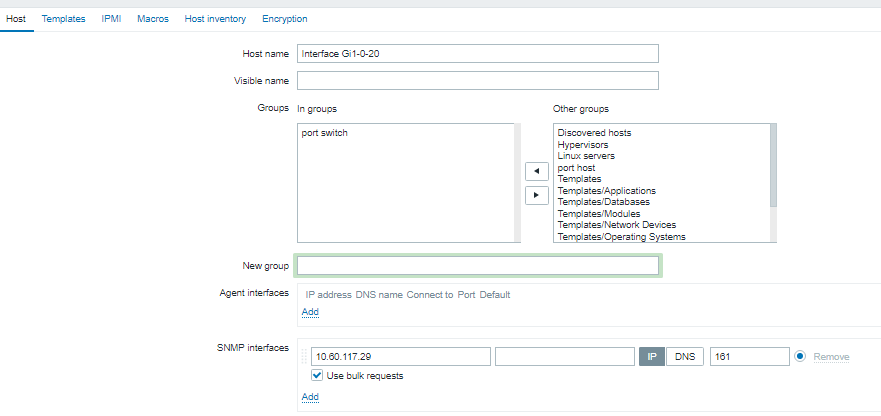 Host Templates IPMI Macros Host inventory Encryption
Host name Interface Gi1-0-20
Visible name
Groups In groups Other groups
port switch
Discovered hosts
Hypervisors
Linux servers
port host
Templates
Templates/Applications
Templates/Databases
Templates/Modules
Templates/Network Devices
Templates/Operating Systems
New group
Agent interfaces IP address DNS name Connect to Port Default
Add
SNMP interfaces 10.60.117.29 IP DNS 161 Remove
Use bulk requests
Add